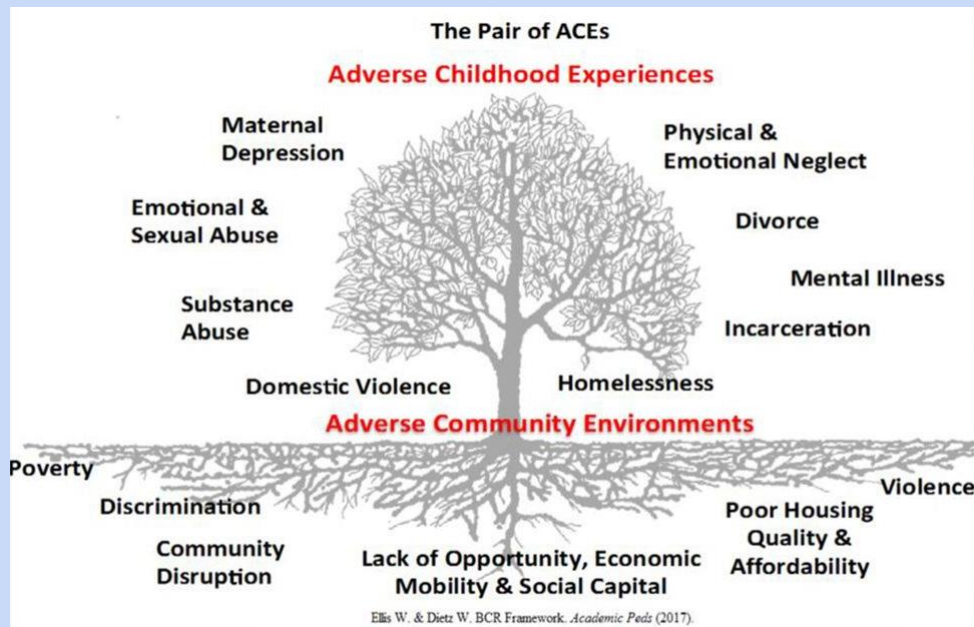 The Pair of ACEs
Adverse Childhood Experiences
Maternal
Depression
Physical &
Emotional Neglect
Emotional &
Sexual Abuse
Divorce
Mental Illness
Substance
Abuse
Incarceration
Domestic Violence
Homelessness
Adverse Community Environments
Poverty
Violence
Discrimination
Poor Housing
Quality &
Affordability
Community
Disruption
Lack of Opportunity, Economic
Mobility & Social Capital
Ellis W. & Dietz W. BCR Framework. Academic Peds (2017).